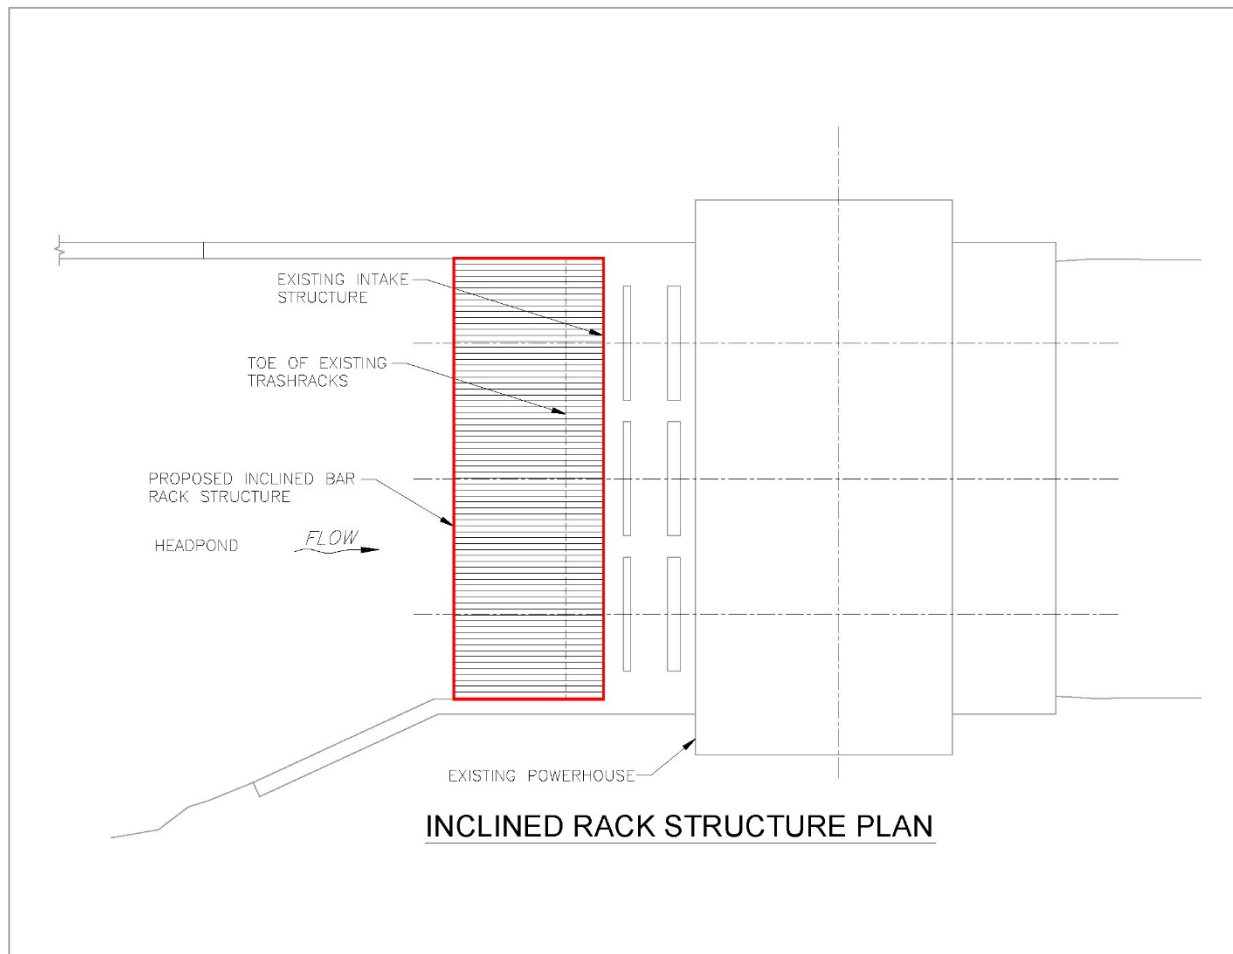 EXISTING INTAKE
STRUCTURE
TOE OF EXISTING
TRASHRACKS
PROPOSED INCLINED BAR
RACK STRUCTURE
HEADPOND
FLOW
EXISTING POWERHOUSE
INCLINED RACK STRUCTURE PLAN